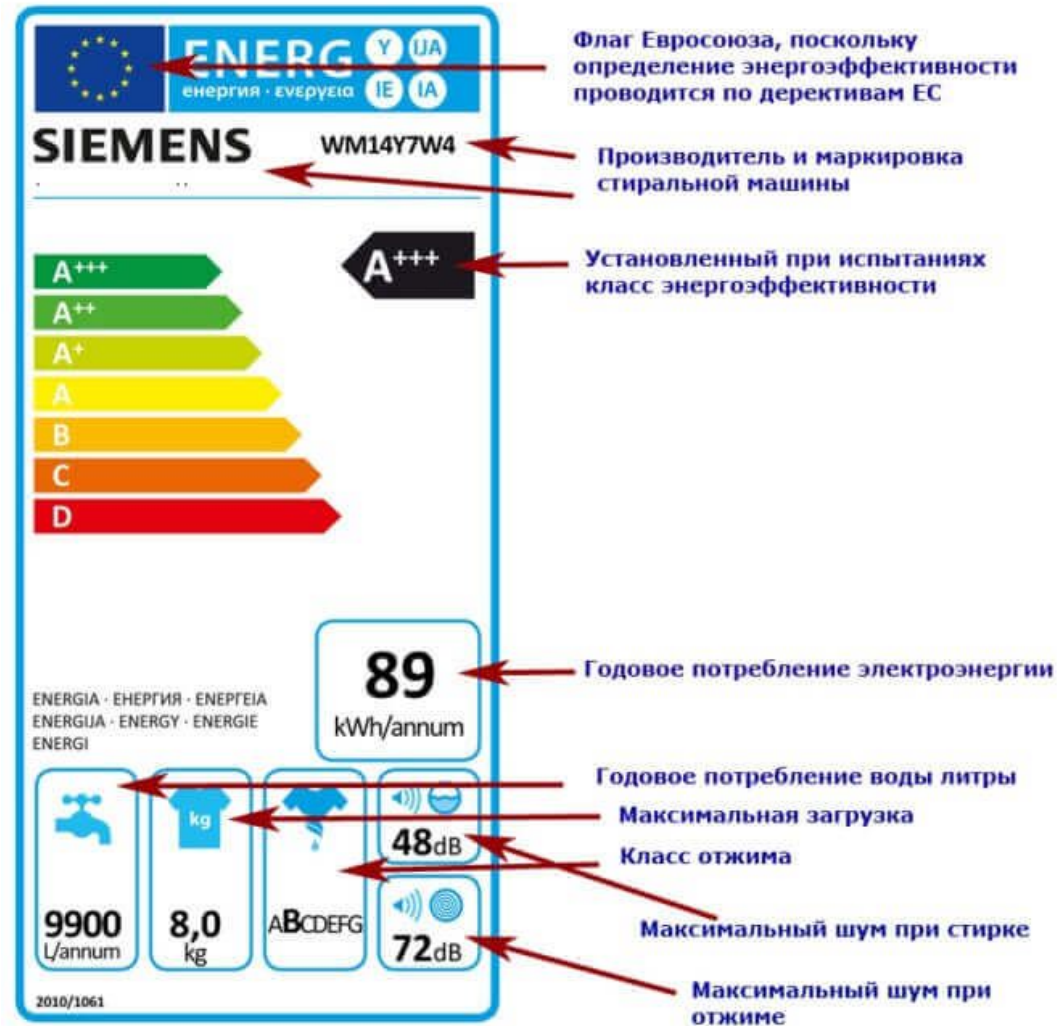 ENERG Y IJA
енергия · ενεργεια IE IA
Флаг Евросоюза, поскольку
определение энергоэффективности
проводится по дерективам ЕС
SIEMENS WM14Y7W4
Производитель и маркировка
стиральной машины
A+++
Установленный при испытаниях
класс энергоэффективности
A+++
A++
A+
A
B
C
D
89
kWh/annum
Годовое потребление электроэнергии
ENERGIA · ЕНЕРГИЯ · ΕΝΕΡΓΕΙΑ
ENERGIJA · ENERGY · ENERGIE
ENERGI
Годовое потребление воды литры
kg
Максимальная загрузка
48dB
Класс отжима
9900
L/annum
8,0
kg
ABCDEFG
72dB
Максимальный шум при стирке
Максимальный шум при
отжиме
2010/1061